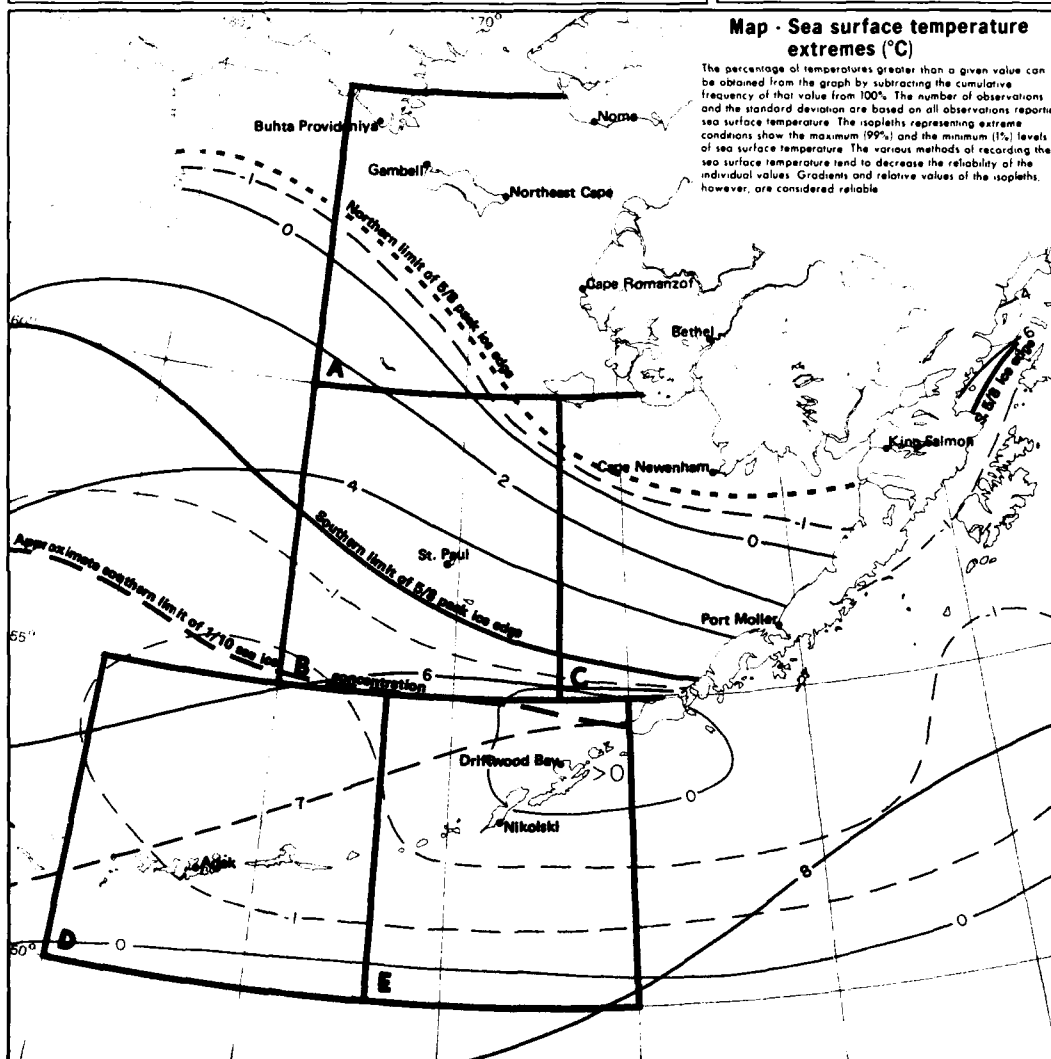 Map - Sea surface temperature
extremes (°C)
The percentage of temperatures greater than a given value can
be obtained from the graph by subtracting the cumulative
frequency of that value from 100%. The number of observations
and the standard deviation are based on all observations reporti
sea surface temperature. The isopleths representing extreme
conditions show the maximum (99%) and the minimum (1%) levels
of sea surface temperature. The various methods of recording the
sea surface temperature tend to decrease the reliability of the
individual values. Gradients and relative values of the isopleths,
however, are considered reliable
170
Buhta Provideniya
Nome
Gambell
Northeast Cape
-1
0
Northern limit of 5/8 pack ice edge
Cape Romanzof
Bethel
4
6
S. 5/8 ice edge
60°
A
King Salmon
Cape Newenham
2
4
-1
0
Southern limit of 5/8 pack ice edge
St. Paul
-1
-1
Approximate southern limit of 1/10 sea ice
concentration
Port Moller
55°
B
6
C
-1
Driftwood Bay
>0
0
7
Nikolski
Adak
8
-1
0
50°
D
0
E